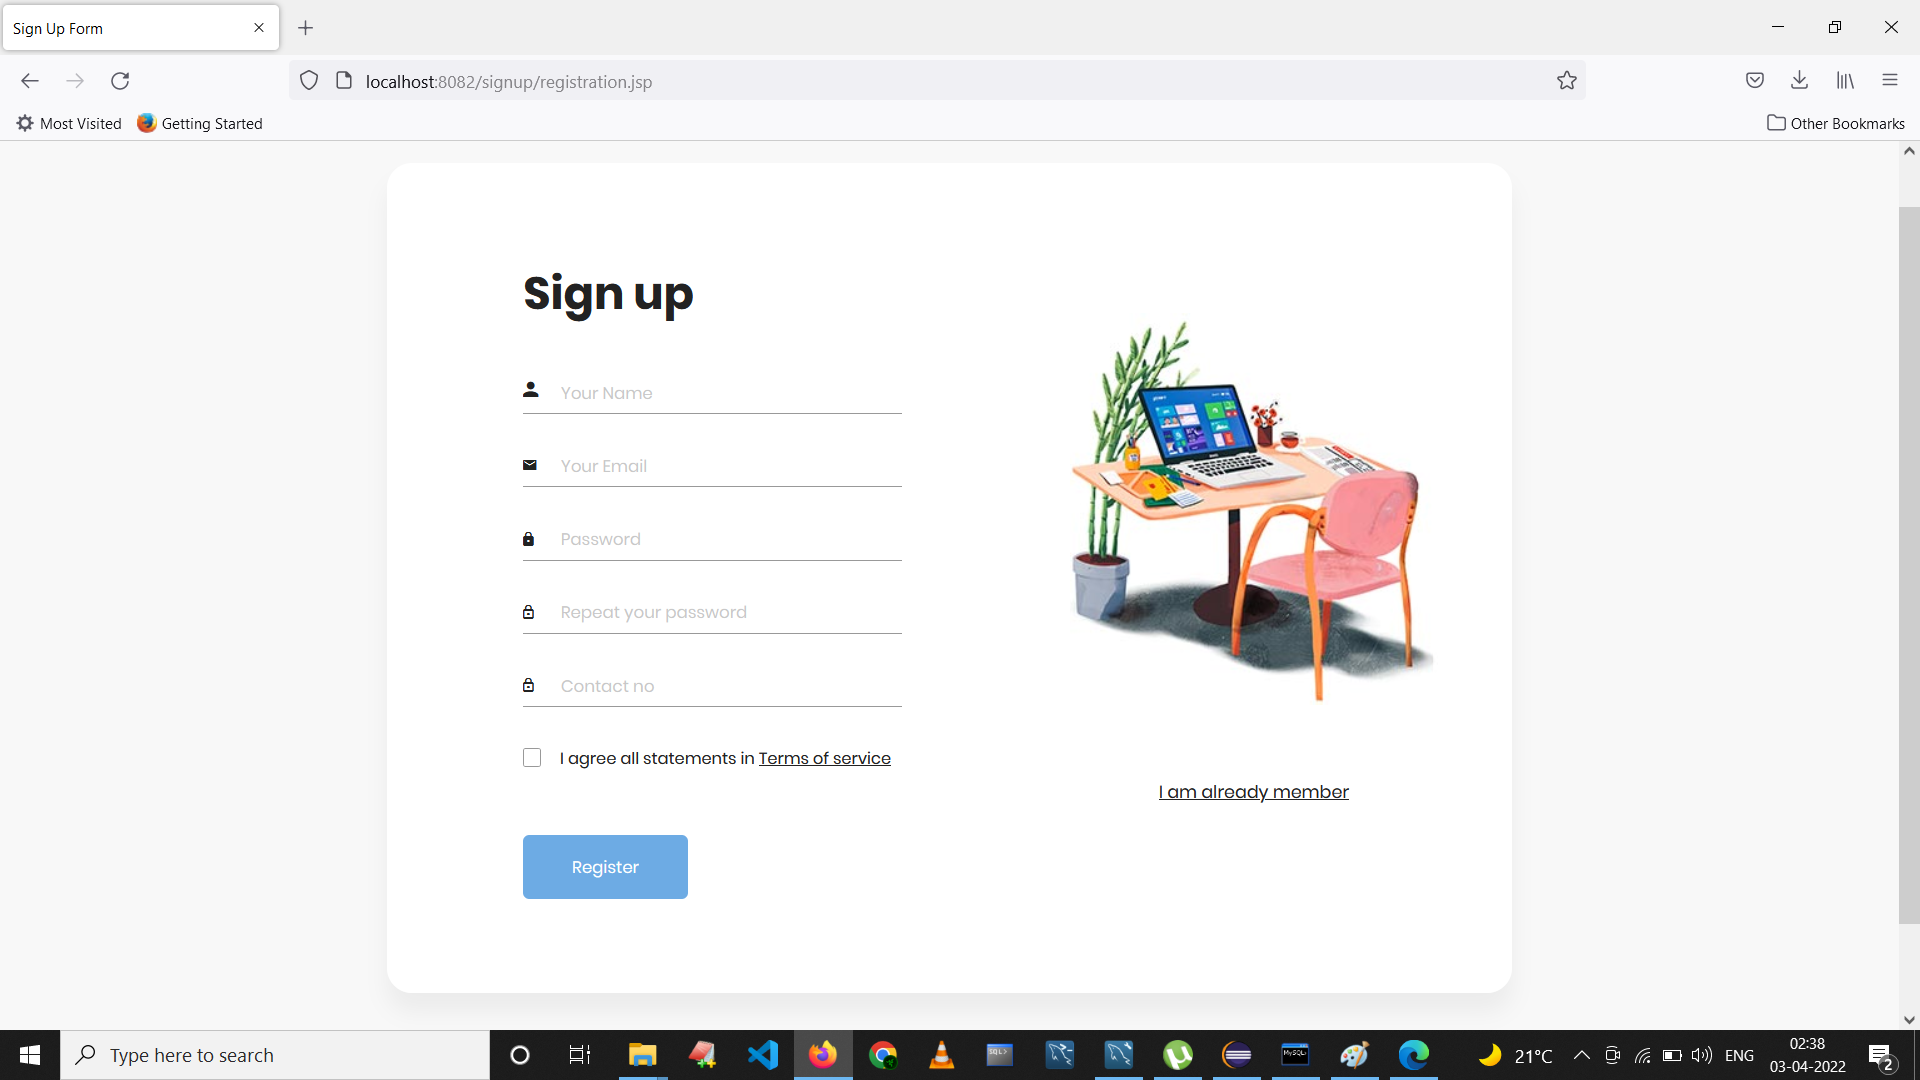 Sign Up Form
localhost:8082/signup/registration.jsp
Most Visited
Getting Started
Other Bookmarks
Sign up
Your Name
Your Email
Password
Repeat your password
Contact no
I agree all statements in Terms of service
I am already member
Register
Type here to search
SQL>
MySQL>
21°C
ENG
02:38
03-04-2022
2